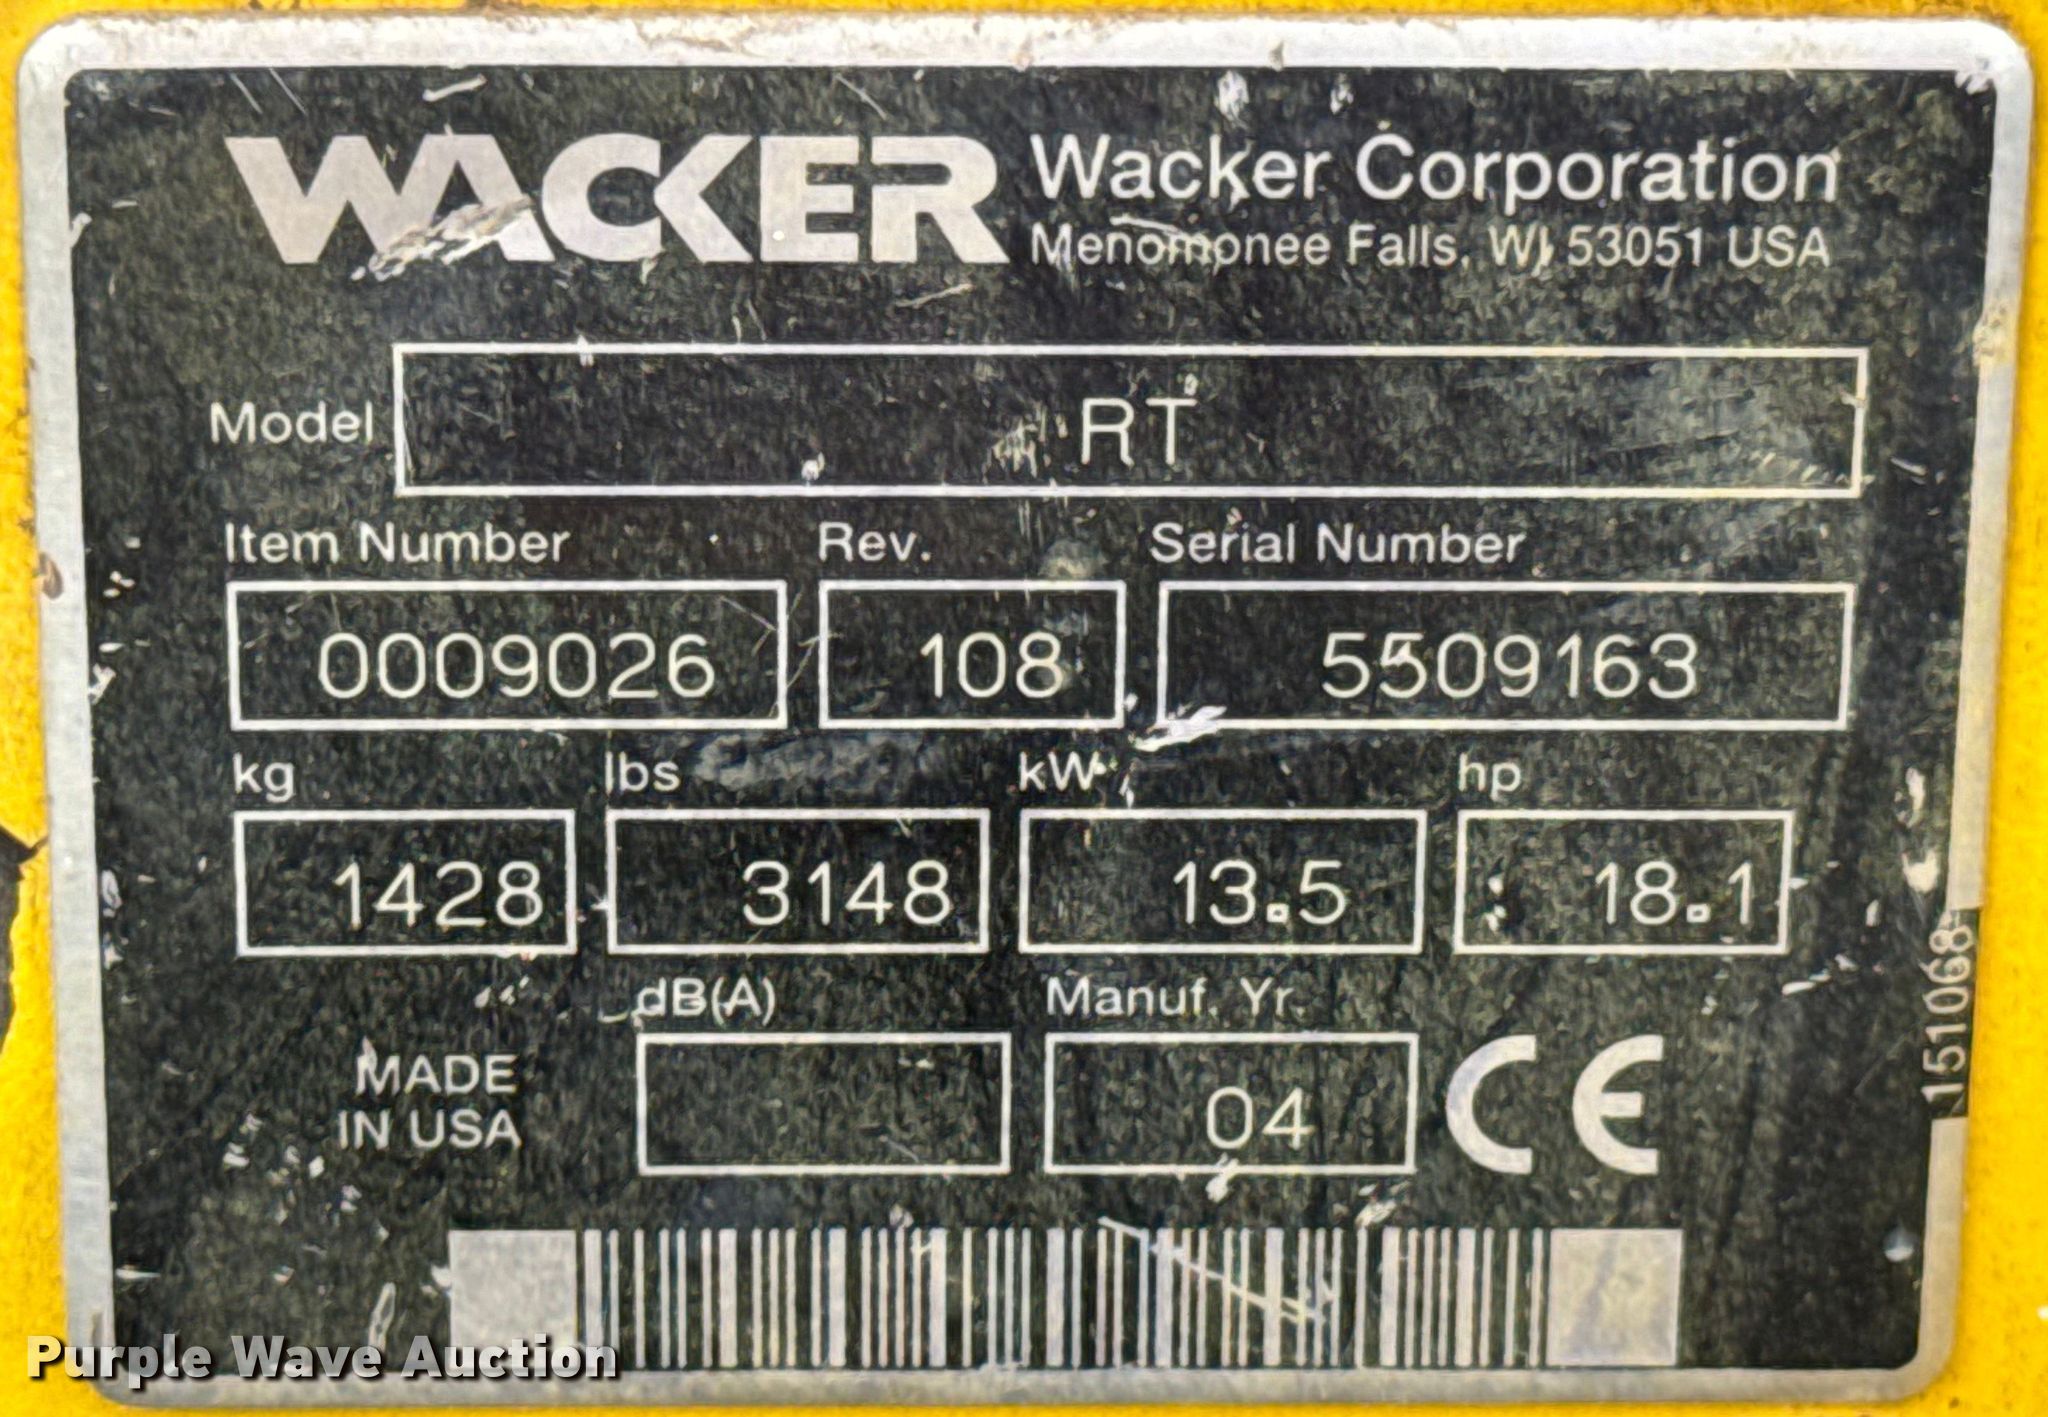 WACKER Wacker Corporation
Menomonee Falls, WI 53051 USA
Model RT
Item Number Rev. Serial Number
0009026 108 5509163
kg lbs kW hp
1428 3148 13.5 18.1
dB(A) Manuf. Yr.
MADE
IN USA
04 CE
151068
Purple Wave Auction